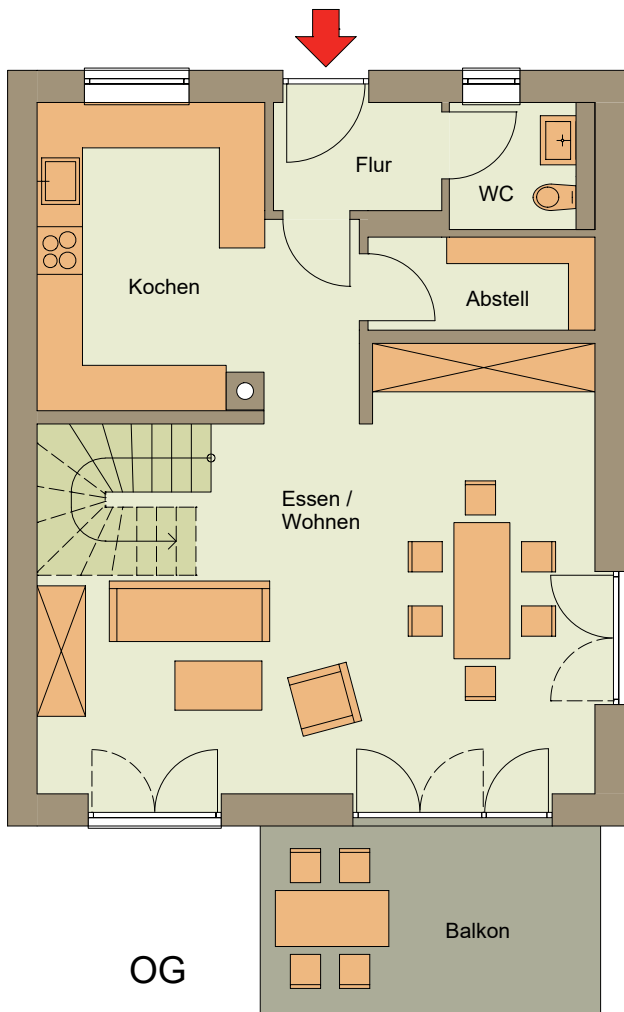 Flur
WC
Kochen
Abstell
Essen /
Wohnen
Balkon
OG